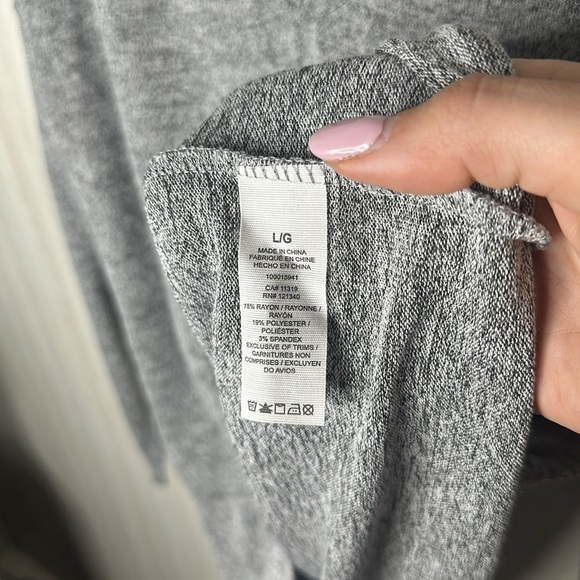 L/G
MADE IN CHINA
FABRIQUÉ EN CHINE
HECHO EN CHINA
100015941
CA# 11319
RN# 121340
78% RAYON / RAYONNE /
RAYÓN
19% POLYESTER /
POLIÉSTER
3% SPANDEX
EXCLUSIVE OF TRIMS /
GARNITURES NON
COMPRISES / EXCLUYEN
DO AVIOS